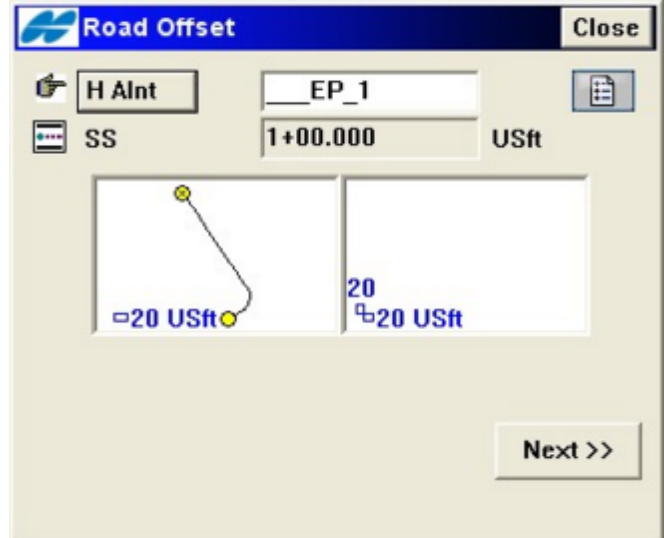 Road Offset Close
H Alnt ___EP_1
SS 1+00.000 USft
20 USft
20
20 USft
Next >>